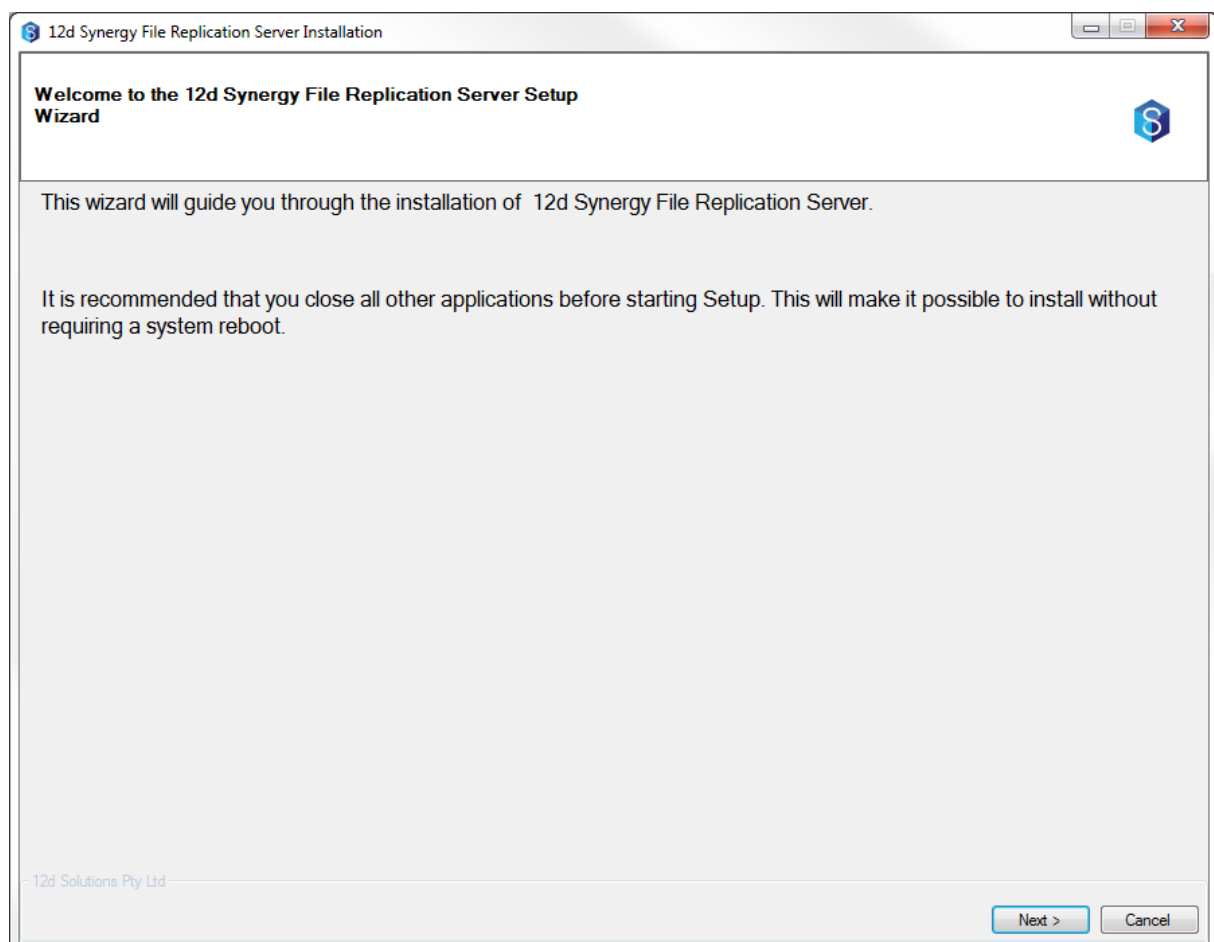 12d Synergy File Replication Server Installation
Welcome to the 12d Synergy File Replication Server Setup
Wizard
This wizard will guide you through the installation of  12d Synergy File Replication Server.
It is recommended that you close all other applications before starting Setup. This will make it possible to install without
requiring a system reboot.
12d Solutions Pty Ltd
Next >
Cancel